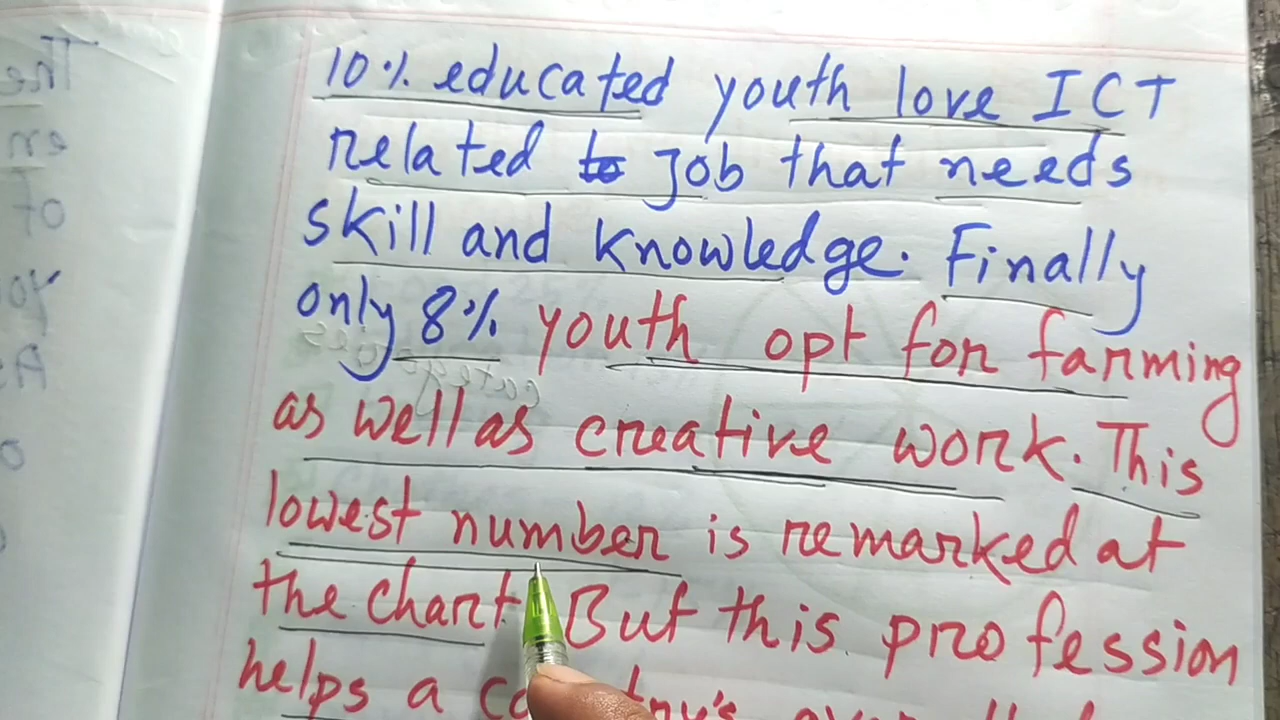 10% educated youth love ICT
related to job that needs
skill and knowledge. Finally
only 8% youth opt for farming
as well as creative work. This
lowest number is remarked at
the chart. But this profession
helps a